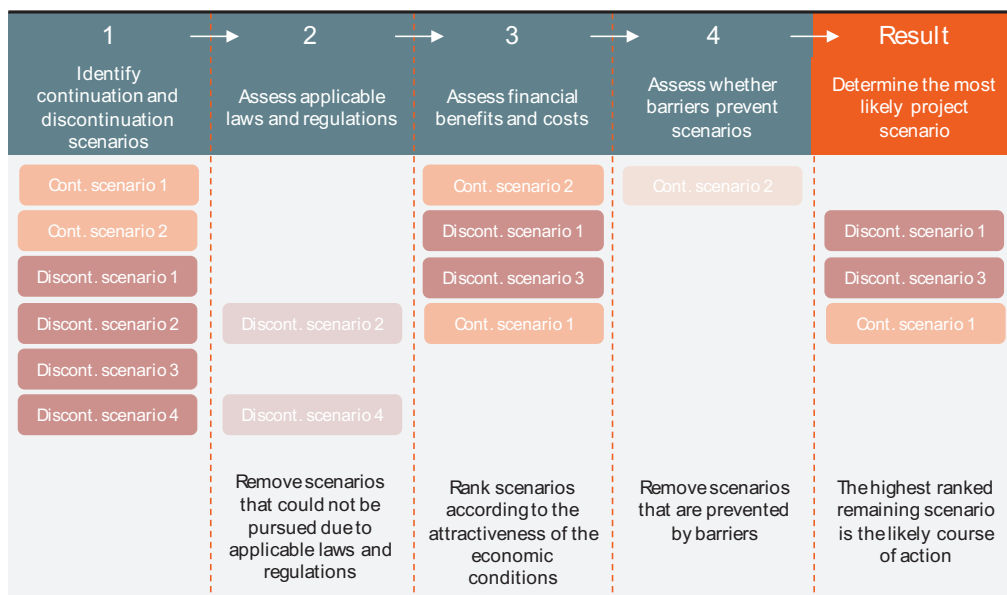 1
2
3
4
Result
Identify
continuation and
discontinuation
scenarios
Assess applicable
laws and regulations
Assess financial
benefits and costs
Assess whether
barriers prevent
scenarios
Determine the most
likely project
scenario
Cont. scenario 1
Cont. scenario 2
Discont. scenario 1
Discont. scenario 2
Discont. scenario 3
Discont. scenario 4
Discont. scenario 2
Discont. scenario 4
Remove scenarios
that could not be
pursued due to
applicable laws and
regulations
Cont. scenario 2
Discont. scenario 1
Discont. scenario 3
Cont. scenario 1
Rank scenarios
according to the
attractiveness of the
economic
conditions
Cont. scenario 2
Remove scenarios
that are prevented
by barriers
Discont. scenario 1
Discont. scenario 3
Cont. scenario 1
The highest ranked
remaining scenario
is the likely course
of action